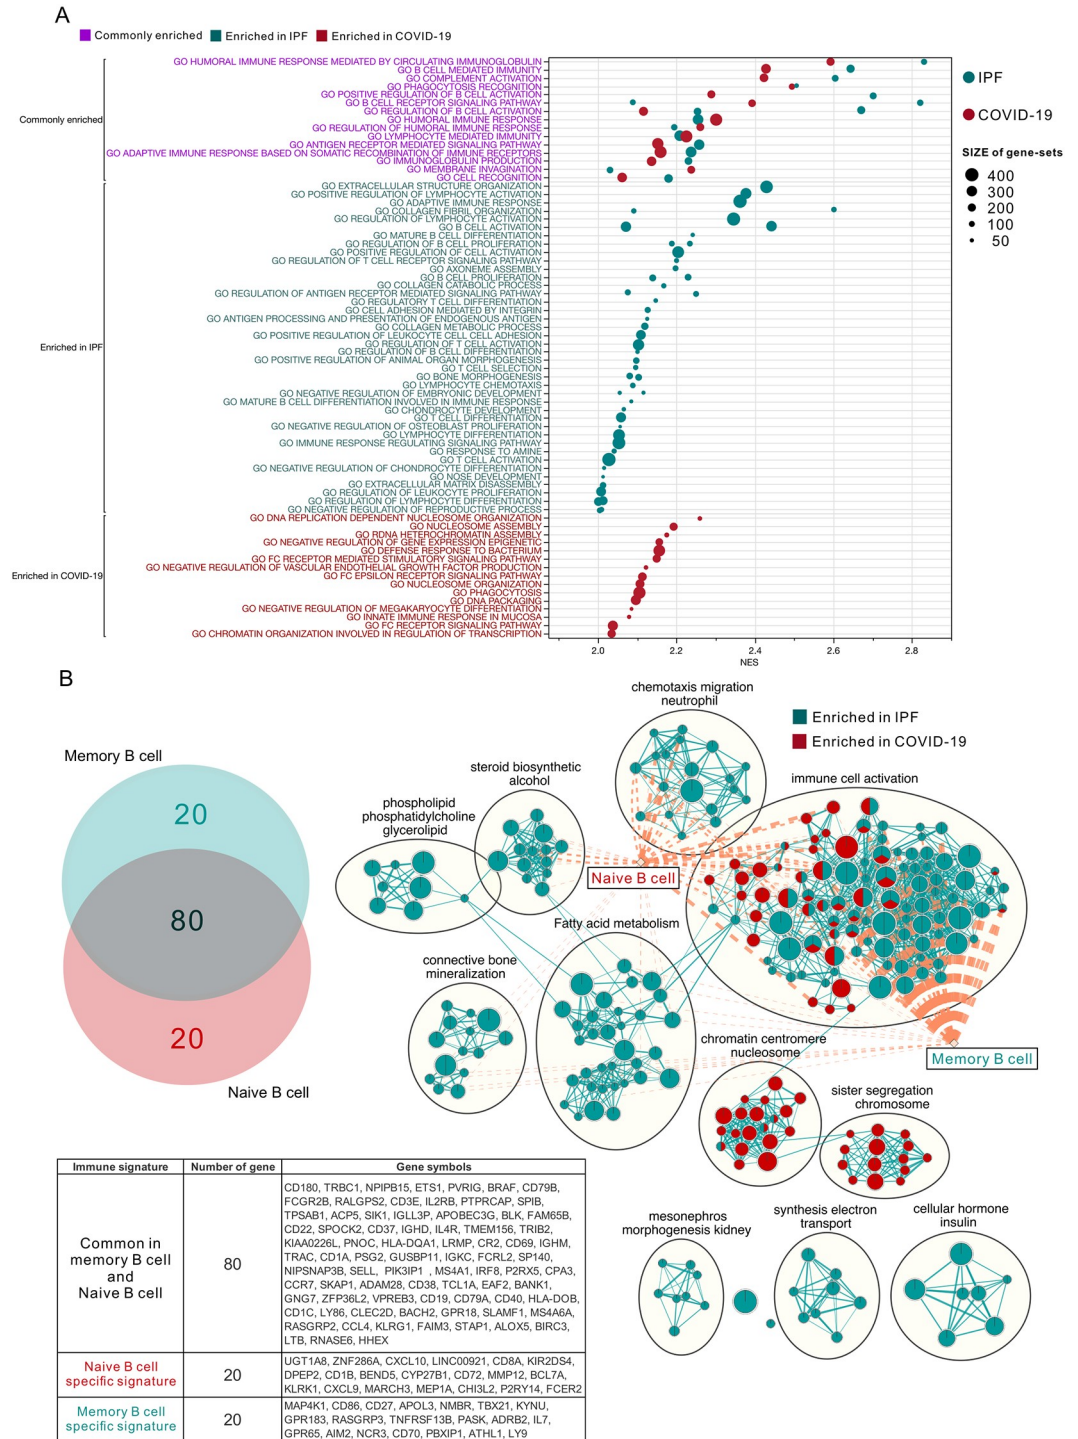 A
Commonly enriched Enriched in IPF Enriched in COVID-19
GO HUMORAL IMMUNE RESPONSE MEDIATED BY CIRCULATING IMMUNOGLOBULIN
GO B CELL MEDIATED IMMUNITY
GO COMPLEMENT ACTIVATION
GO PHAGOCYTOSIS RECOGNITION
GO POSITIVE REGULATION OF B CELL ACTIVATION
GO B CELL RECEPTOR SIGNALING PATHWAY
GO REGULATION OF B CELL ACTIVATION
GO HUMORAL IMMUNE RESPONSE
GO REGULATION OF HUMORAL IMMUNE RESPONSE
GO LYMPHOCYTE MEDIATED IMMUNITY
GO ANTIGEN RECEPTOR MEDIATED SIGNALING PATHWAY
GO ADAPTIVE IMMUNE RESPONSE BASED ON SOMATIC RECOMBINATION OF IMMUNE RECEPTORS
GO IMMUNOGLOBULIN PRODUCTION
GO MEMBRANE INVAGINATION
GO CELL RECOGNITION
Commonly enriched
GO EXTRACELLULAR STRUCTURE ORGANIZATION
GO POSITIVE REGULATION OF LYMPHOCYTE ACTIVATION
GO ADAPTIVE IMMUNE RESPONSE
GO COLLAGEN FIBRIL ORGANIZATION
GO REGULATION OF LYMPHOCYTE ACTIVATION
GO B CELL ACTIVATION
GO MATURE B CELL DIFFERENTIATION
GO REGULATION OF B CELL PROLIFERATION
GO POSITIVE REGULATION OF CELL ACTIVATION
GO REGULATION OF T CELL RECEPTOR SIGNALING PATHWAY
GO AXONEME ASSEMBLY
GO B CELL PROLIFERATION
GO COLLAGEN CATABOLIC PROCESS
GO REGULATION OF ANTIGEN RECEPTOR MEDIATED SIGNALING PATHWAY
GO REGULATORY T CELL DIFFERENTIATION
GO CELL ADHESION MEDIATED BY INTEGRIN
GO ANTIGEN PROCESSING AND PRESENTATION OF ENDOGENOUS ANTIGEN
GO COLLAGEN METABOLIC PROCESS
GO POSITIVE REGULATION OF LEUKOCYTE CELL CELL ADHESION
GO REGULATION OF T CELL ACTIVATION
GO REGULATION OF B CELL DIFFERENTIATION
GO POSITIVE REGULATION OF ANIMAL ORGAN MORPHOGENESIS
GO T CELL SELECTION
GO BONE MORPHOGENESIS
GO LYMPHOCYTE CHEMOTAXIS
GO NEGATIVE REGULATION OF EMBRYONIC DEVELOPMENT
GO MATURE B CELL DIFFERENTIATION INVOLVED IN IMMUNE RESPONSE
GO CHONDROCYTE DEVELOPMENT
GO T CELL DIFFERENTIATION
GO NEGATIVE REGULATION OF OSTEOBLAST PROLIFERATION
GO LYMPHOCYTE DIFFERENTIATION
GO IMMUNE RESPONSE REGULATING SIGNALING PATHWAY
GO RESPONSE TO AMINE
GO T CELL ACTIVATION
GO NEGATIVE REGULATION OF CHONDROCYTE DIFFERENTIATION
GO NOSE DEVELOPMENT
GO EXTRACELLULAR MATRIX DISASSEMBLY
GO REGULATION OF LEUKOCYTE PROLIFERATION
GO REGULATION OF LYMPHOCYTE DIFFERENTIATION
GO NEGATIVE REGULATION OF REPRODUCTIVE PROCESS
Enriched in IPF
GO DNA REPLICATION DEPENDENT NUCLEOSOME ORGANIZATION
GO NUCLEOSOME ASSEMBLY
GO RDNA HETEROCHROMATIN ASSEMBLY
GO NEGATIVE REGULATION OF GENE EXPRESSION EPIGENETIC
GO DEFENSE RESPONSE TO BACTERIUM
GO FC RECEPTOR MEDIATED STIMULATORY SIGNALING PATHWAY
GO NEGATIVE REGULATION OF VASCULAR ENDOTHELIAL GROWTH FACTOR PRODUCTION
GO FC EPSILON RECEPTOR SIGNALING PATHWAY
GO NUCLEOSOME ORGANIZATION
GO PHAGOCYTOSIS
GO DNA PACKAGING
GO NEGATIVE REGULATION OF MEGAKARYOCYTE DIFFERENTIATION
GO INNATE IMMUNE RESPONSE IN MUCOSA
GO FC RECEPTOR SIGNALING PATHWAY
GO CHROMATIN ORGANIZATION INVOLVED IN REGULATION OF TRANSCRIPTION
Enriched in COVID-19
2.0 2.2 2.4 2.6 2.8
NES
IPF
COVID-19
SIZE of gene-sets
400
300
200
100
50
B
Memory B cell
20
80
20
Naive B cell
chemotaxis migration
neutrophil
Enriched in IPF
Enriched in COVID-19
steroid biosynthetic
alcohol
immune cell activation
phospholipid
phosphatidylcholine
glycerolipid
Naive B cell
Fatty acid metabolism
connective bone
mineralization
chromatin centromere
nucleosome
Memory B cell
sister segregation
chromosome
mesonephros
morphogenesis kidney
synthesis electron
transport
cellular hormone
insulin
Immune signature Number of gene Gene symbols
Common in
memory B cell
and
Naive B cell
80
CD180, TRBC1, NPIPB15, ETS1, PVRIG, BRAF, CD79B,
FCGR2B, RALGPS2, CD3E, IL2RB, PTPRCAP, SPIB,
TPSAB1, ACP5, SIK1, IGLL3P, APOBEC3G, BLK, FAM65B,
CD22, SPOCK2, CD37, IGHD, IL4R, TMEM156, TRIB2,
KIAA0226L, PNOC, HLA-DQA1, LRMP, CR2, CD69, IGHM,
TRAC, CD1A, PSG2, GUSBP11, IGKC, FCRL2, SP140,
NIPSNAP3B, SELL, PIK3IP1 , MS4A1, IRF8, P2RX5, CPA3,
CCR7, SKAP1, ADAM28, CD38, TCL1A, EAF2, BANK1,
GNG7, ZFP36L2, VPREB3, CD19, CD79A, CD40, HLA-DOB,
CD1C, LY86, CLEC2D, BACH2, GPR18, SLAMF1, MS4A6A,
RASGRP2, CCL4, KLRG1, FAIM3, STAP1, ALOX5, BIRC3,
LTB, RNASE6, HHEX
Naive B cell
specific signature
20
UGT1A8, ZNF286A, CXCL10, LINC00921, CD8A, KIR2DS4,
DPEP2, CD1B, BEND5, CYP27B1, CD72, MMP12, BCL7A,
KLRK1, CXCL9, MARCH3, MEP1A, CHI3L2, P2RY14, FCER2
Memory B cell
specific signature
20
MAP4K1, CD86, CD27, APOL3, NMBR, TBX21, KYNU,
GPR183, RASGRP3, TNFRSF13B, PASK, ADRB2, IL7,
GPR65, AIM2, NCR3, CD70, PBXIP1, ATHL1, LY9